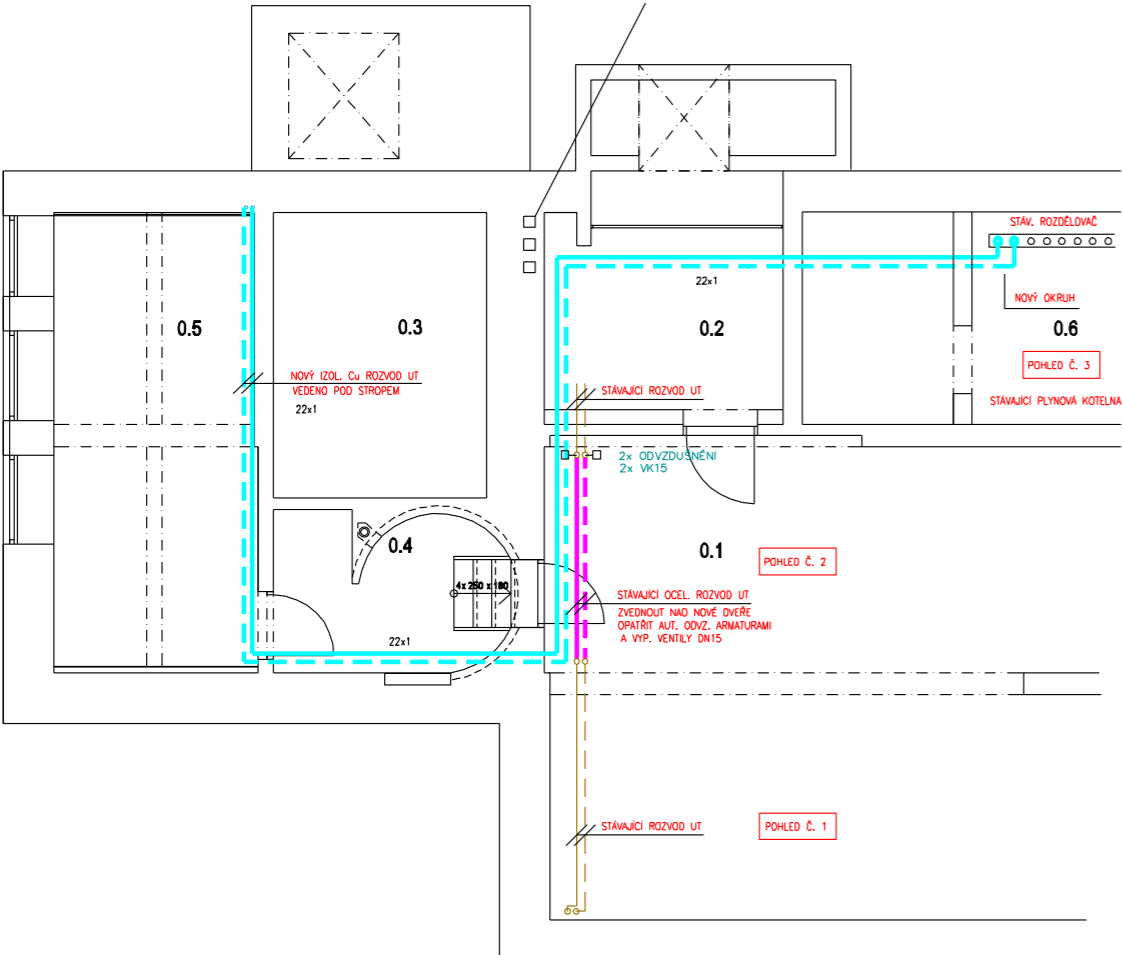 STÁV. ROZDĚLOVAČ
22x1
NOVÝ OKRUH
0.5
0.3
0.2
0.6
POHLED Č. 3
NOVÝ IZOL. Cu ROZVOD UT
VEDENO POD STROPEM
22x1
STÁVAJÍCÍ ROZVOD UT
STÁVAJÍCÍ PLYNOVÁ KOTELNA
2x ODVZDUŠNĚNÍ
2x VK15
0.4
0.1
POHLED Č. 2
4x 260 x 180
STÁVAJÍCÍ OCEL. ROZVOD UT
ZVEDNOUT NAD NOVÉ DVEŘE
OPATŘIT AUT. ODVZ. ARMATURAMI
A VYP. VENTILY DN15
22x1
STÁVAJÍCÍ ROZVOD UT
POHLED Č. 1